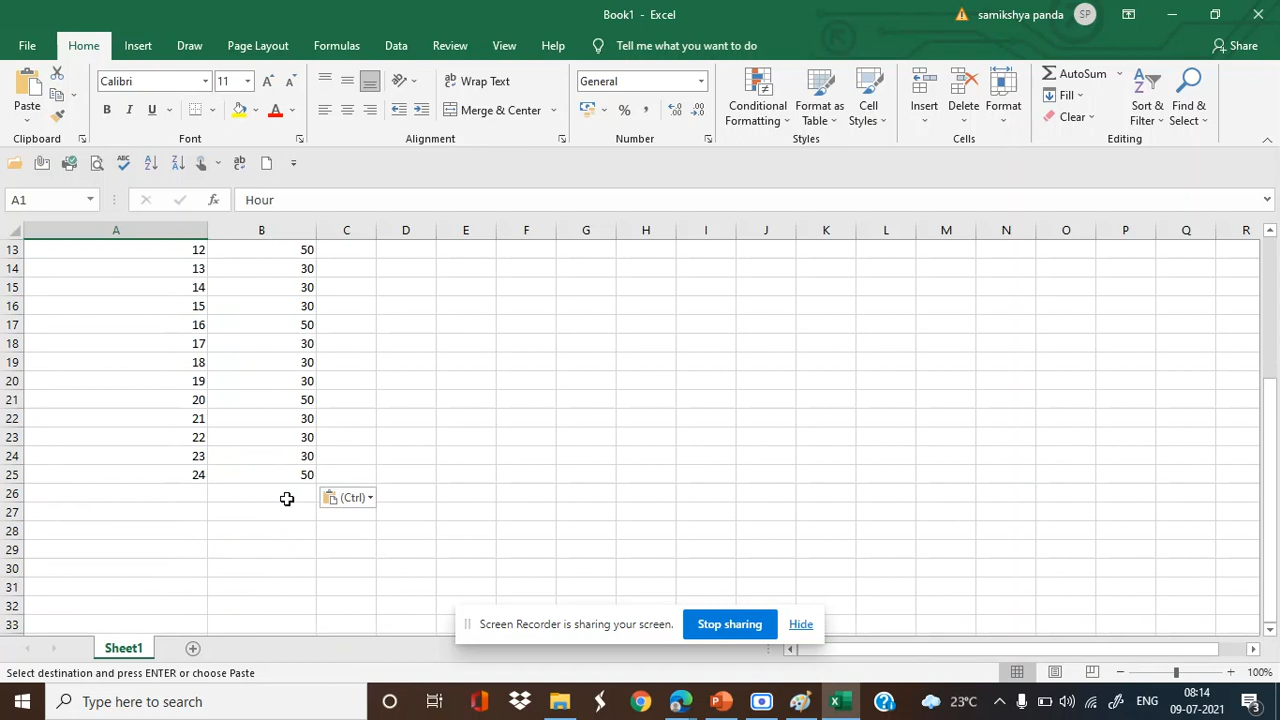 Book1 - Excel
samikshya panda
SP
File Home Insert Draw Page Layout Formulas Data Review View Help Tell me what you want to do Share
Paste
Calibri 11
B I U
Wrap Text
Merge & Center
General
Conditional Formatting
Format as Table
Cell Styles
Insert Delete Format
AutoSum
Fill
Clear
Sort & Filter
Find & Select
Clipboard Font Alignment Number Styles Cells Editing
A1 fx Hour
A B C D E F G H I J K L M N O P Q R
13 12 50
14 13 30
15 14 30
16 15 30
17 16 50
18 17 30
19 18 30
20 19 30
21 20 50
22 21 30
23 22 30
24 23 30
25 24 50
26 (Ctrl)
27
28
29
30
31
32
33
Screen Recorder is sharing your screen. Stop sharing Hide
Sheet1
Select destination and press ENTER or choose Paste 100%
Type here to search
23°C
ENG
08:14
09-07-2021
3